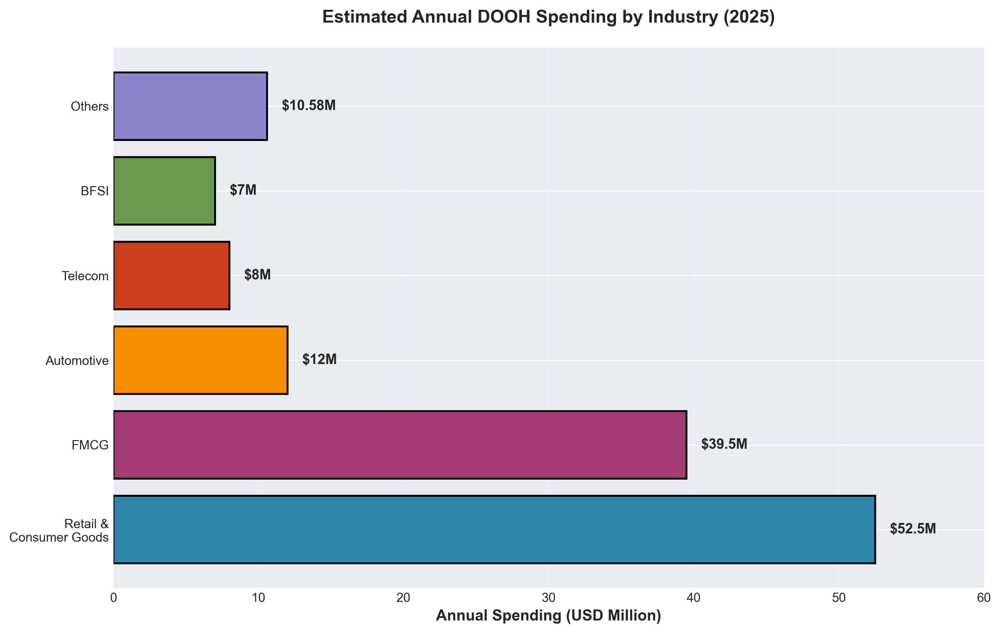 Estimated Annual DOOH Spending by Industry (2025)
Others
$10.58M
BFSI
$7M
Telecom
$8M
Automotive
$12M
FMCG
$39.5M
Retail &
Consumer Goods
$52.5M
0 10 20 30 40 50 60
Annual Spending (USD Million)